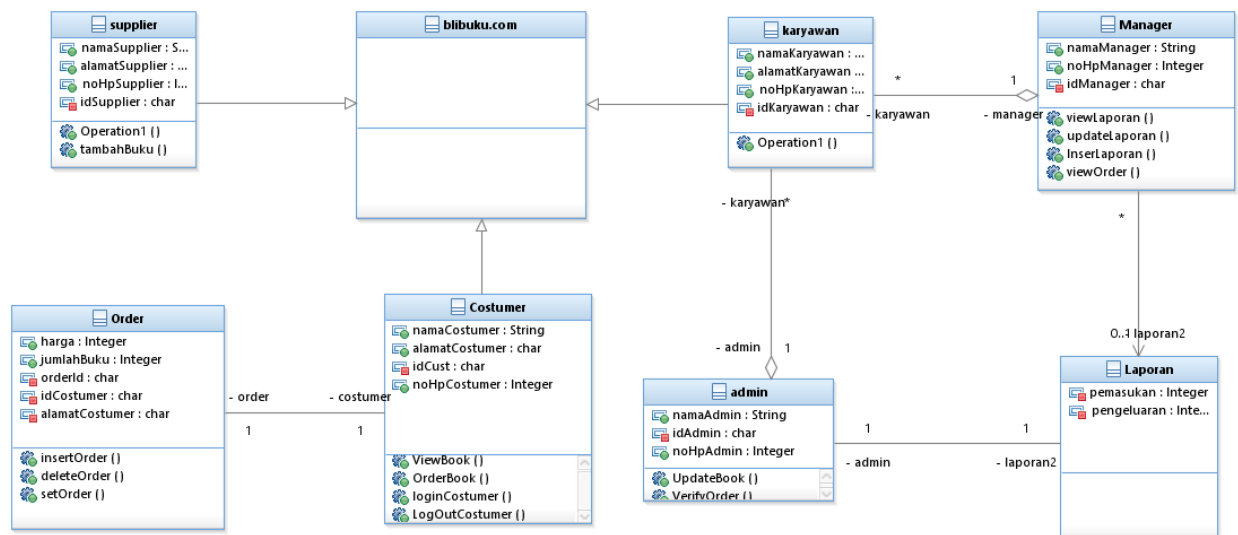 supplier
namaSupplier : S...
alamatSupplier : ...
noHpSupplier : I...
idSupplier : char
Operation1 ()
tambahBuku ()
blibuku.com
karyawan
namaKaryawan : ...
alamatKaryawan ...
noHpKaryawan :...
idKaryawan : char
Operation1 ()
* 1
- karyawan - manager
Manager
namaManager : String
noHpManager : Integer
idManager : char
viewLaporan ()
updateLaporan ()
InserLaporan ()
viewOrder ()
- karyawan*
*
0..1 laporan2
- admin 1
Order
harga : Integer
jumlahBuku : Integer
orderId : char
idCostumer : char
alamatCostumer : char
insertOrder ()
deleteOrder ()
setOrder ()
- order - costumer
1 1
Costumer
namaCostumer : String
alamatCostumer : char
idCust : char
noHpCostumer : Integer
ViewBook ()
OrderBook ()
loginCostumer ()
LogOutCostumer ()
admin
namaAdmin : String
idAdmin : char
noHpAdmin : Integer
UpdateBook ()
VerifyOrder ()
1 1
- admin - laporan2
Laporan
pemasukan : Integer
pengeluaran : Inte...